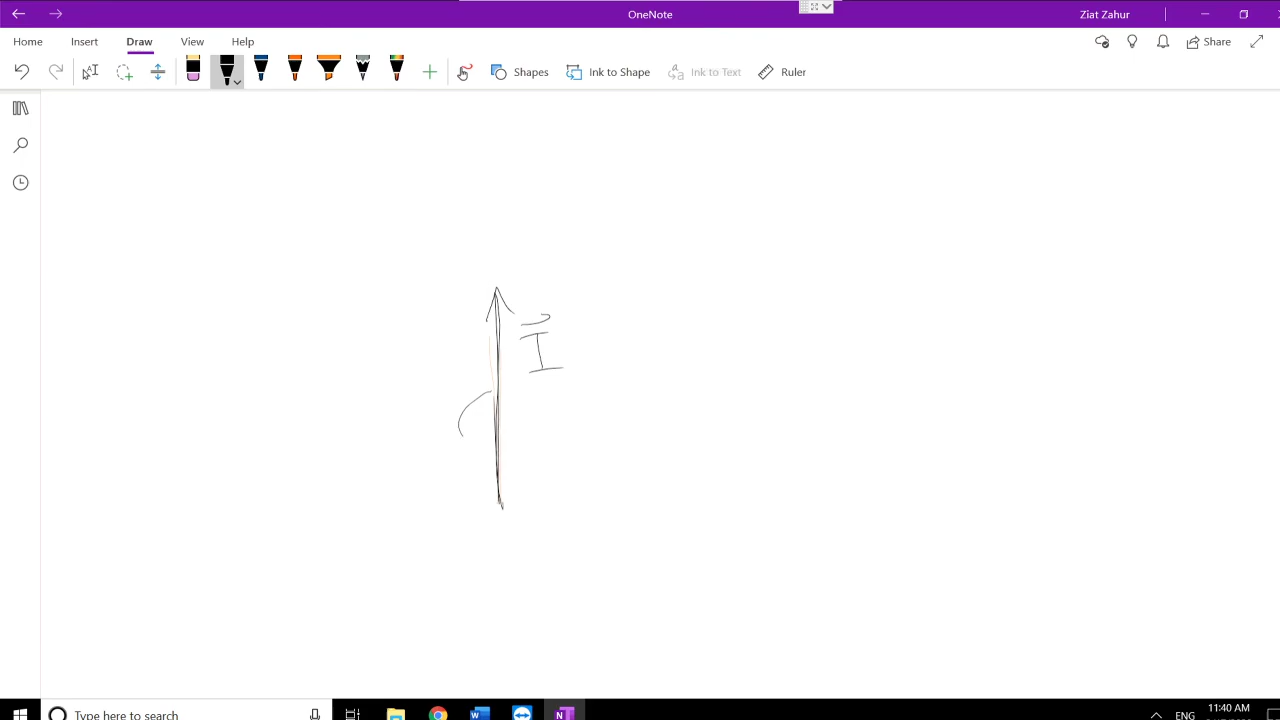 OneNote
Ziat Zahur
Home Insert Draw View Help
Share
Shapes Ink to Shape Ink to Text Ruler
I
Type here to search
ENG
11:40 AM